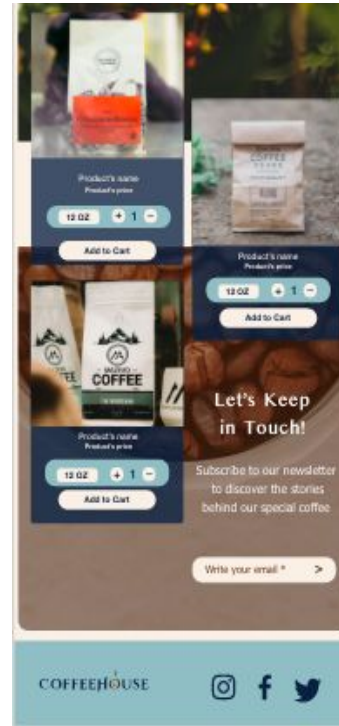 Product's name
Product's price
12 OZ + 1 −
Add to Cart
COFFEE
Product's name
Product's price
12 OZ + 1 −
Add to Cart
COFFEE
Product's name
Product's price
12 OZ + 1 −
Add to Cart
Let's Keep
in Touch!
Subscribe to our newsletter
to discover the stories
behind our special coffee
Write your email * >
COFFEEHOUSE